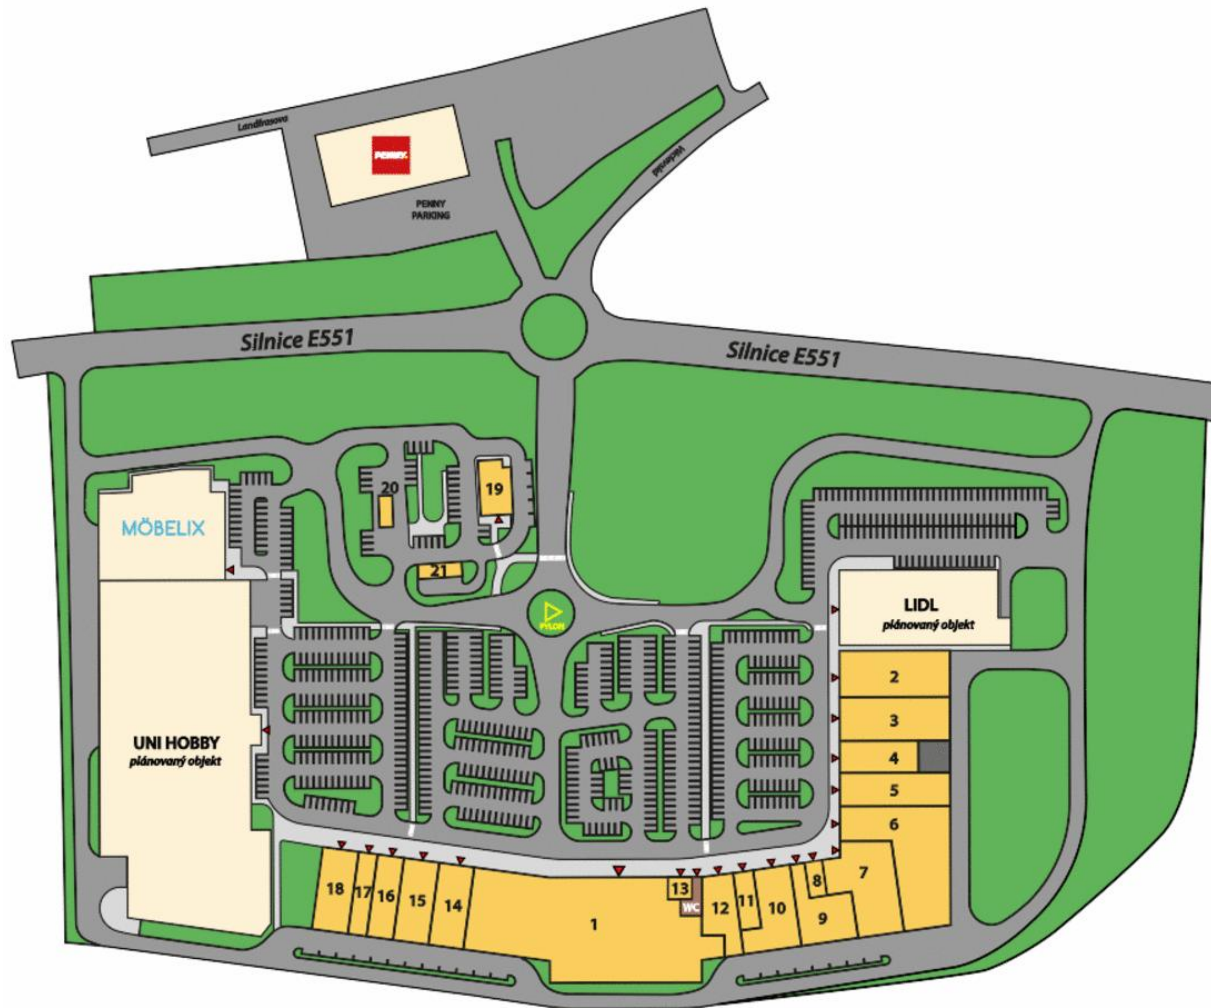 Landfrasova
PENNY.
Václavská
PENNY
PARKING
Silnice E551
Silnice E551
20
19
21
MÖBELIX
PYLON
LIDL
plánovaný objekt
2
3
UNI HOBBY
plánovaný objekt
4
5
6
18
17
16
15
14
13
WC
1
12
11
10
8
9
7